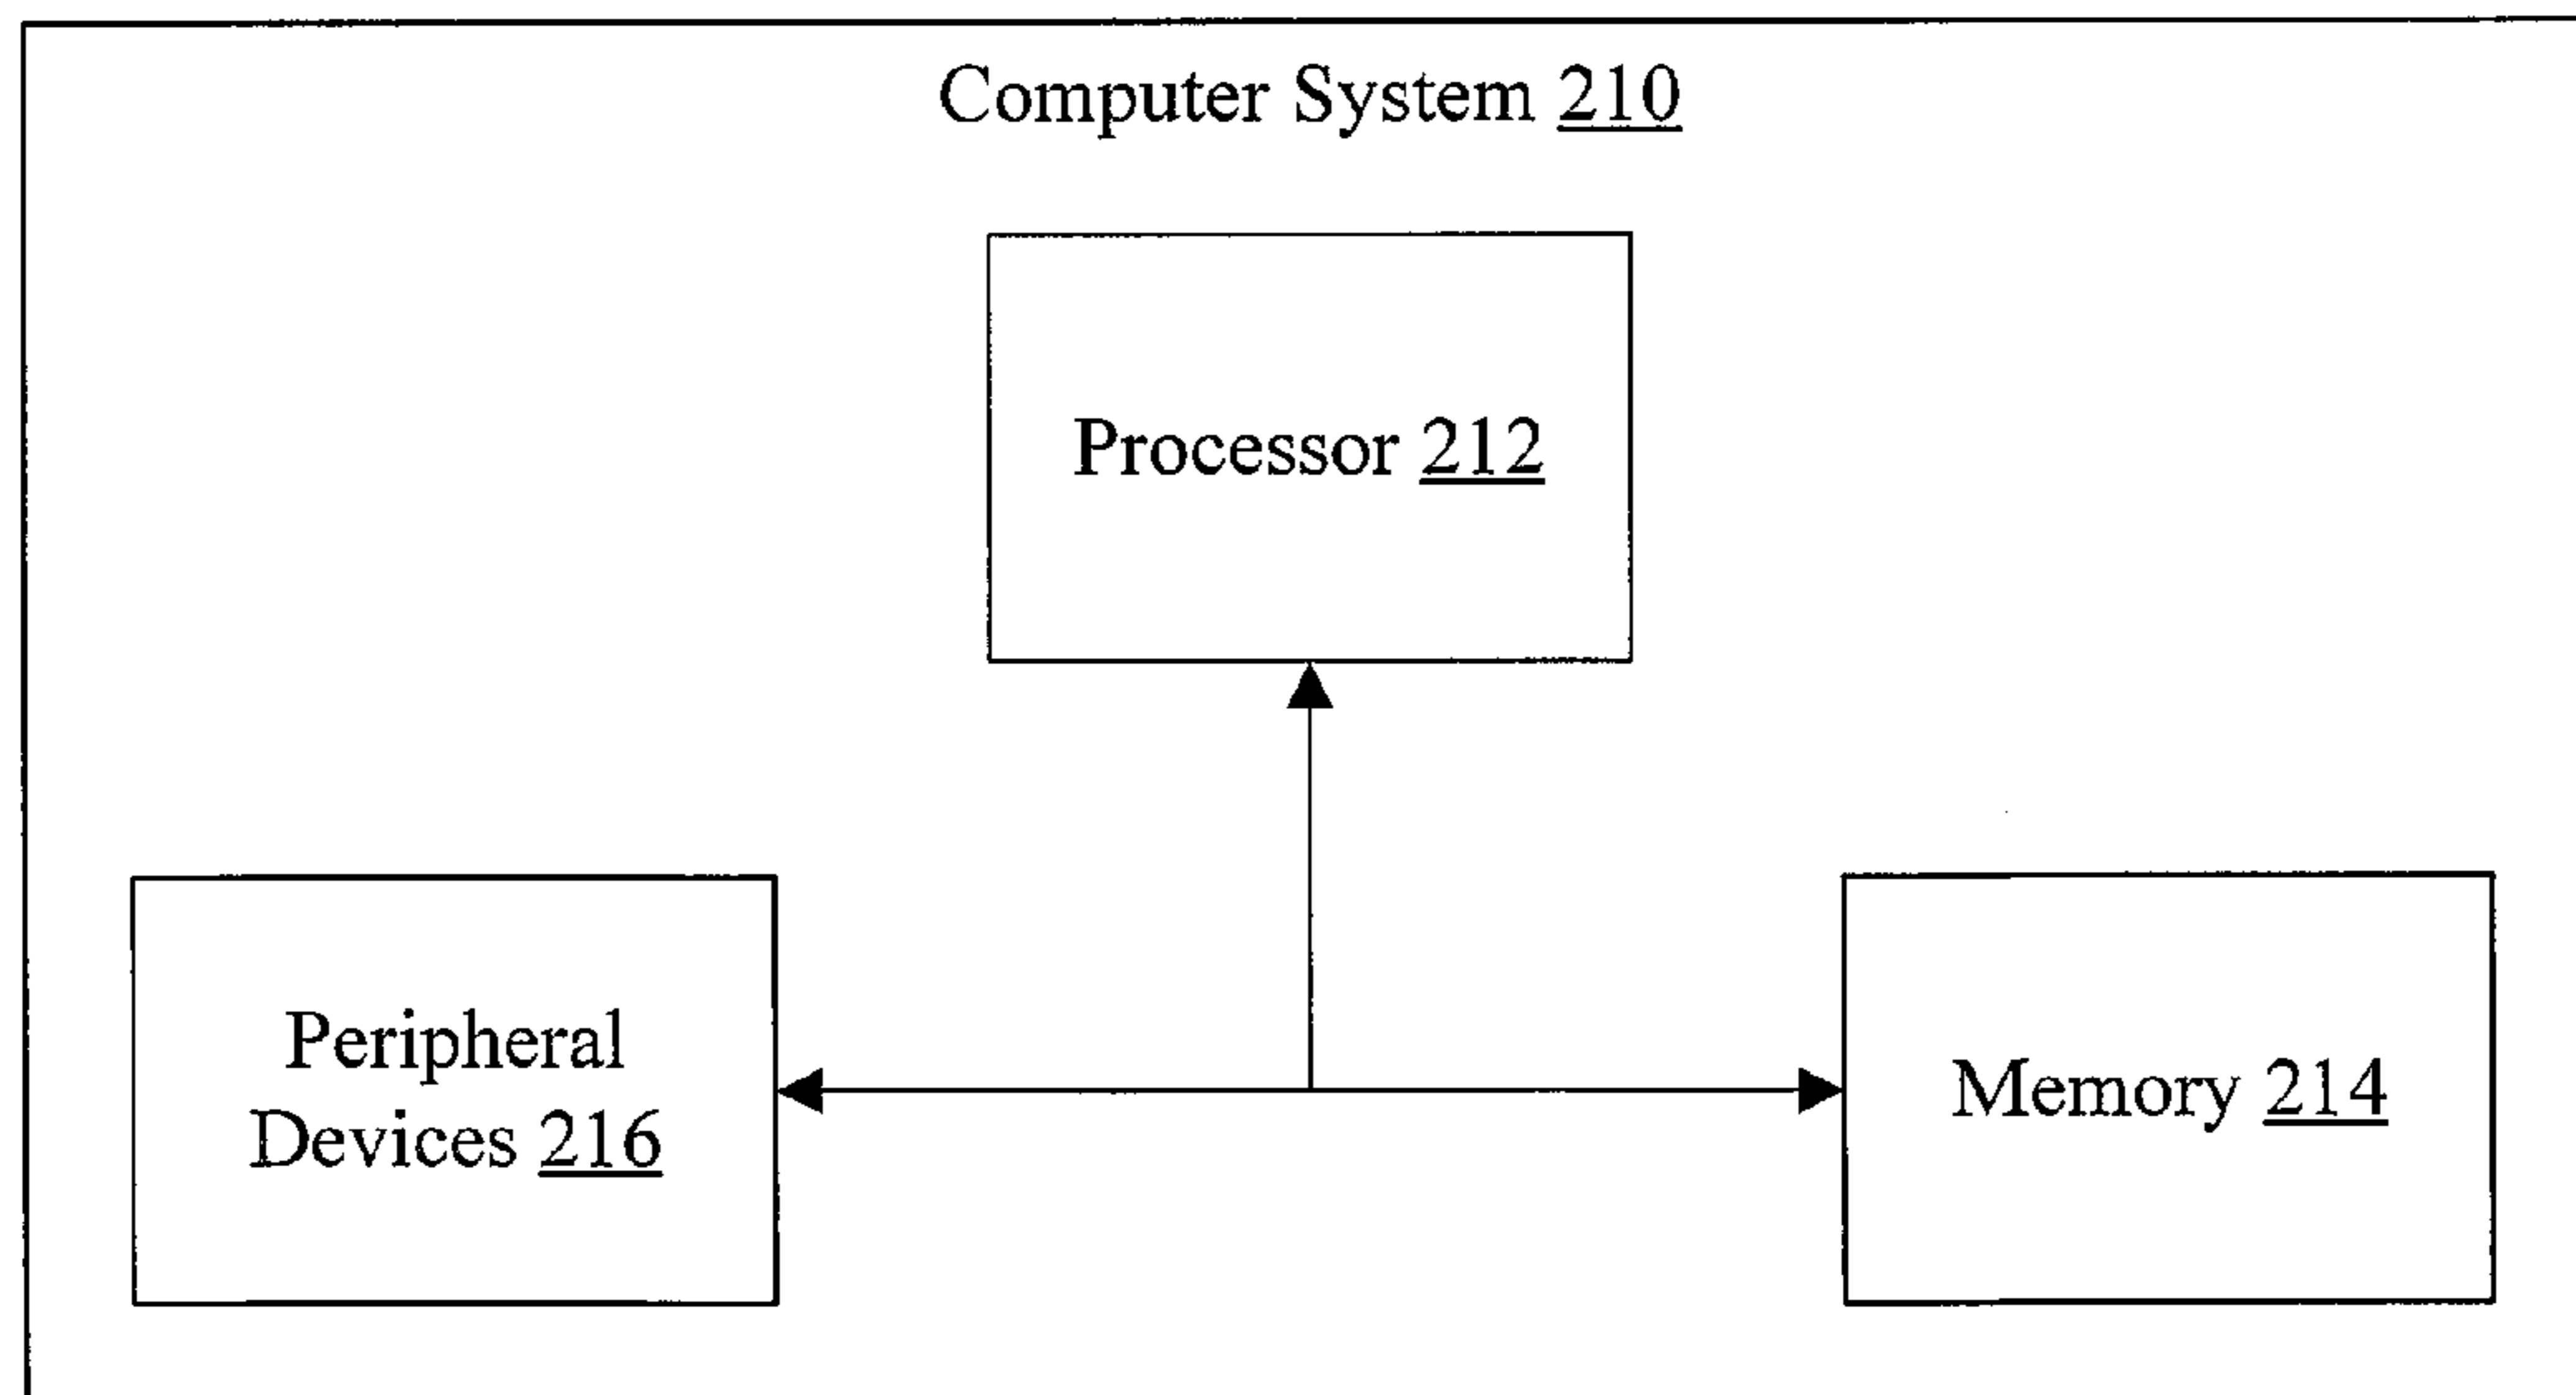 Computer System 210
Processor 212
Peripheral
Devices 216
Memory 214